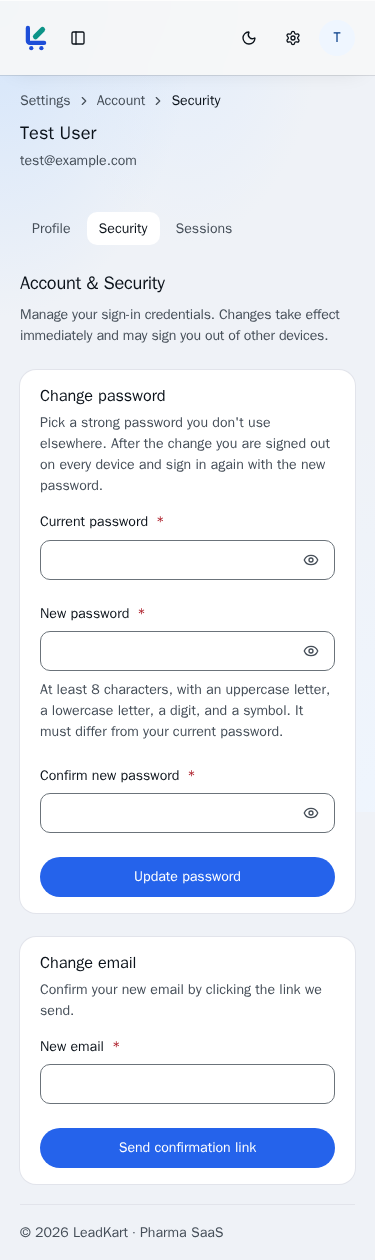 T
Settings > Account > Security
Test User
test@example.com
Profile Security Sessions
Account & Security
Manage your sign-in credentials. Changes take effect
immediately and may sign you out of other devices.
Change password
Pick a strong password you don't use
elsewhere. After the change you are signed out
on every device and sign in again with the new
password.
Current password *
New password *
At least 8 characters, with an uppercase letter,
a lowercase letter, a digit, and a symbol. It
must differ from your current password.
Confirm new password *
Update password
Change email
Confirm your new email by clicking the link we
send.
New email *
Send confirmation link
© 2026 LeadKart · Pharma SaaS